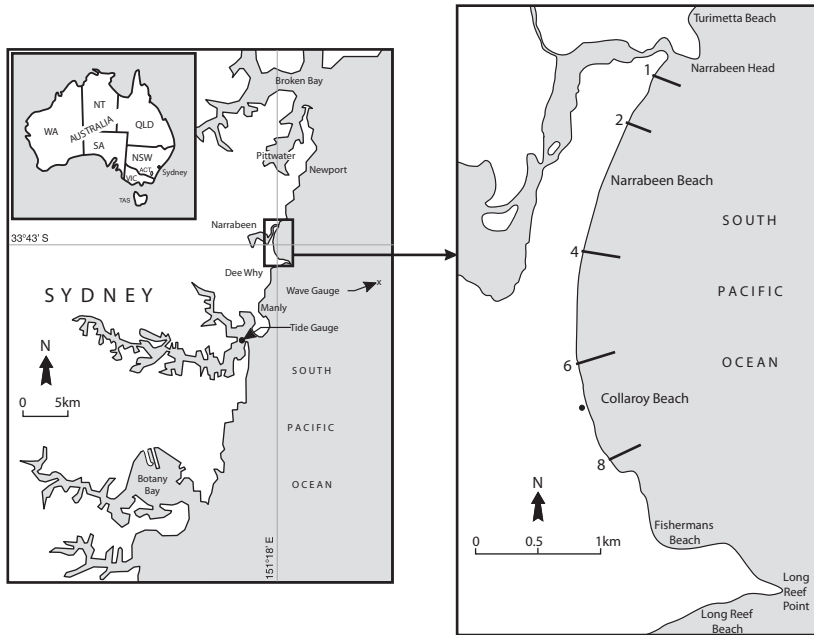 Broken Bay
NT
WA
AUSTRALIA
QLD
SA
NSW
ACT
VIC
Sydney
TAS
Pittwater
Newport
Narrabeen
33°43' S
Dee Why
Wave Gauge
x
SYDNEY
Manly
Tide Gauge
N
0 5km
SOUTH
PACIFIC
OCEAN
Botany
Bay
151°18' E
Turimetta Beach
1
Narrabeen Head
2
Narrabeen Beach
SOUTH
4
PACIFIC
6
OCEAN
Collaroy Beach
8
N
0 0.5 1km
Fishermans
Beach
Long
Reef
Point
Long Reef
Beach